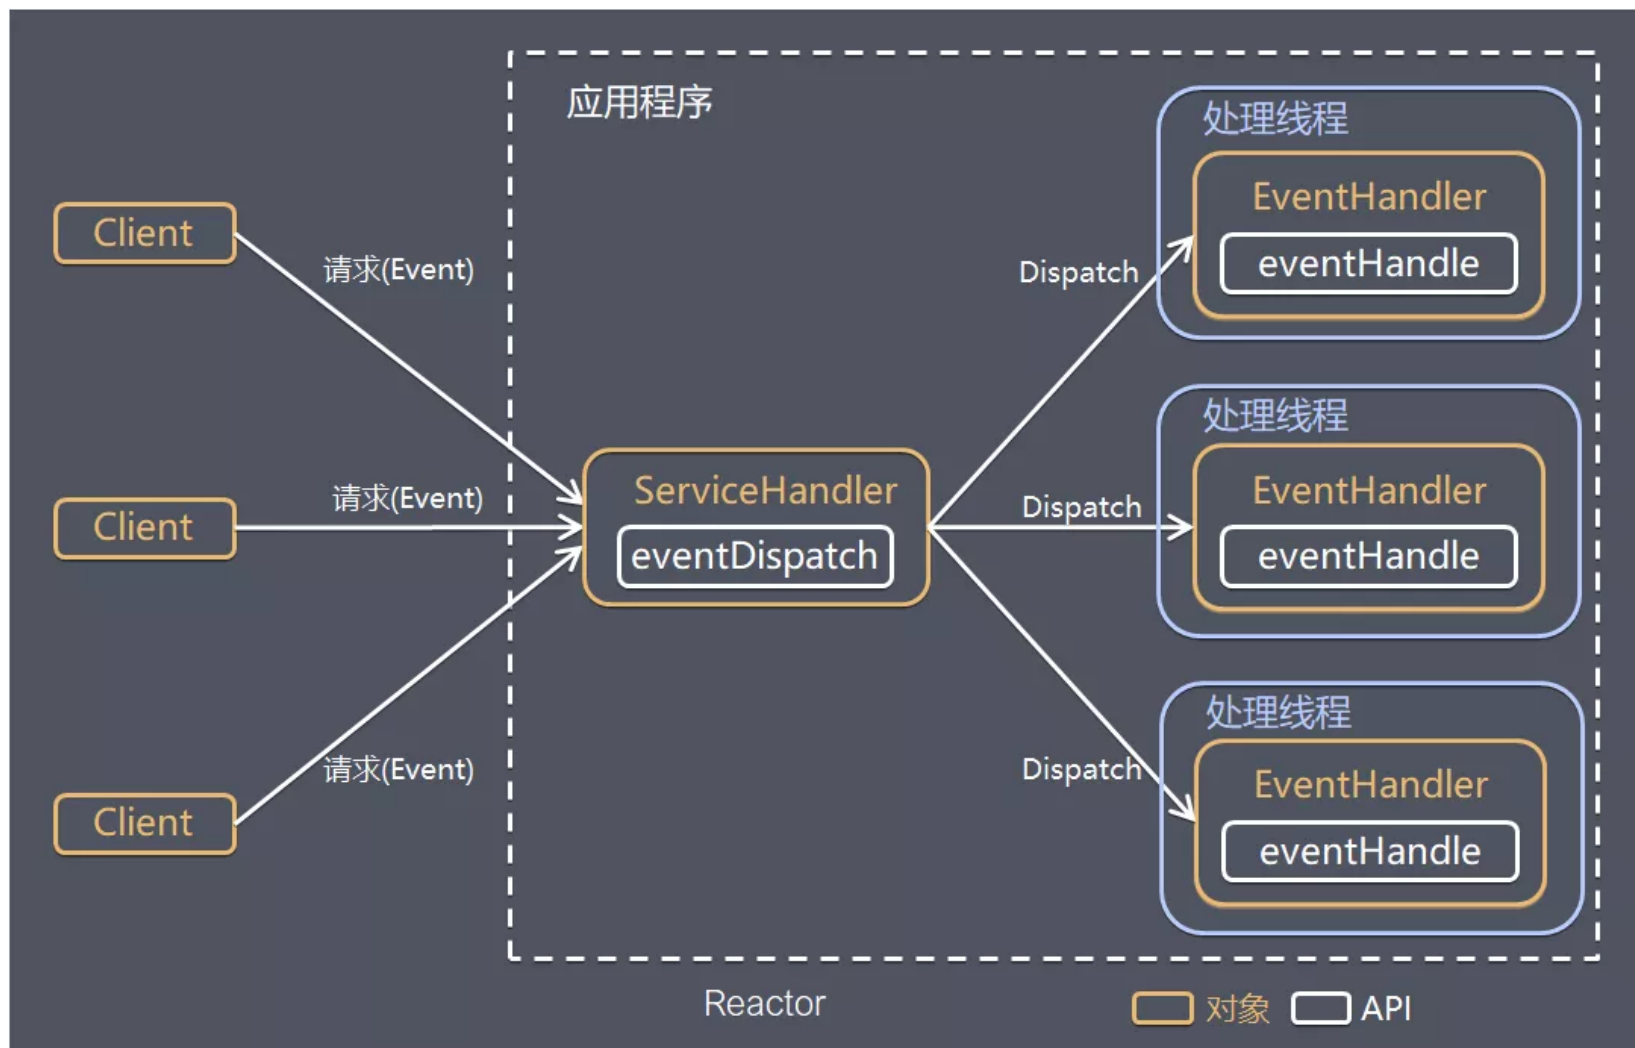 应用程序
处理线程
EventHandler
eventHandle
Client
请求(Event)
Dispatch
处理线程
EventHandler
eventHandle
Client
请求(Event)
ServiceHandler
eventDispatch
Dispatch
处理线程
EventHandler
eventHandle
Client
请求(Event)
Dispatch
Reactor
对象
API